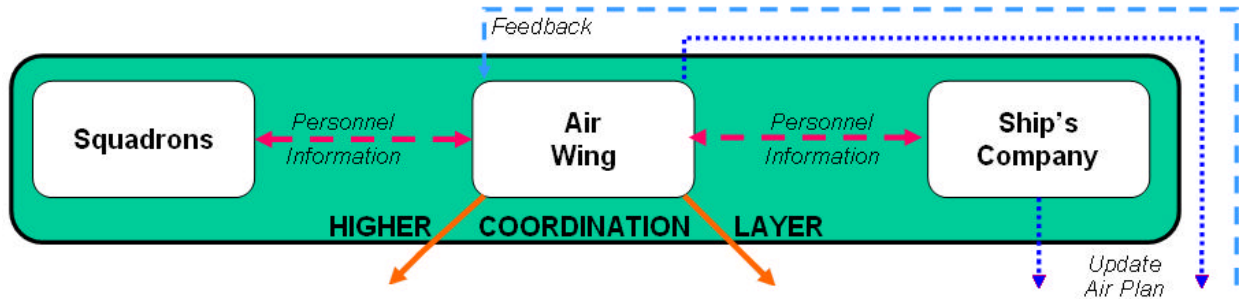 Feedback
Squadrons
Personnel
Information
Air
Wing
Personnel
Information
Ship's
Company
HIGHER COORDINATION LAYER
Update
Air Plan